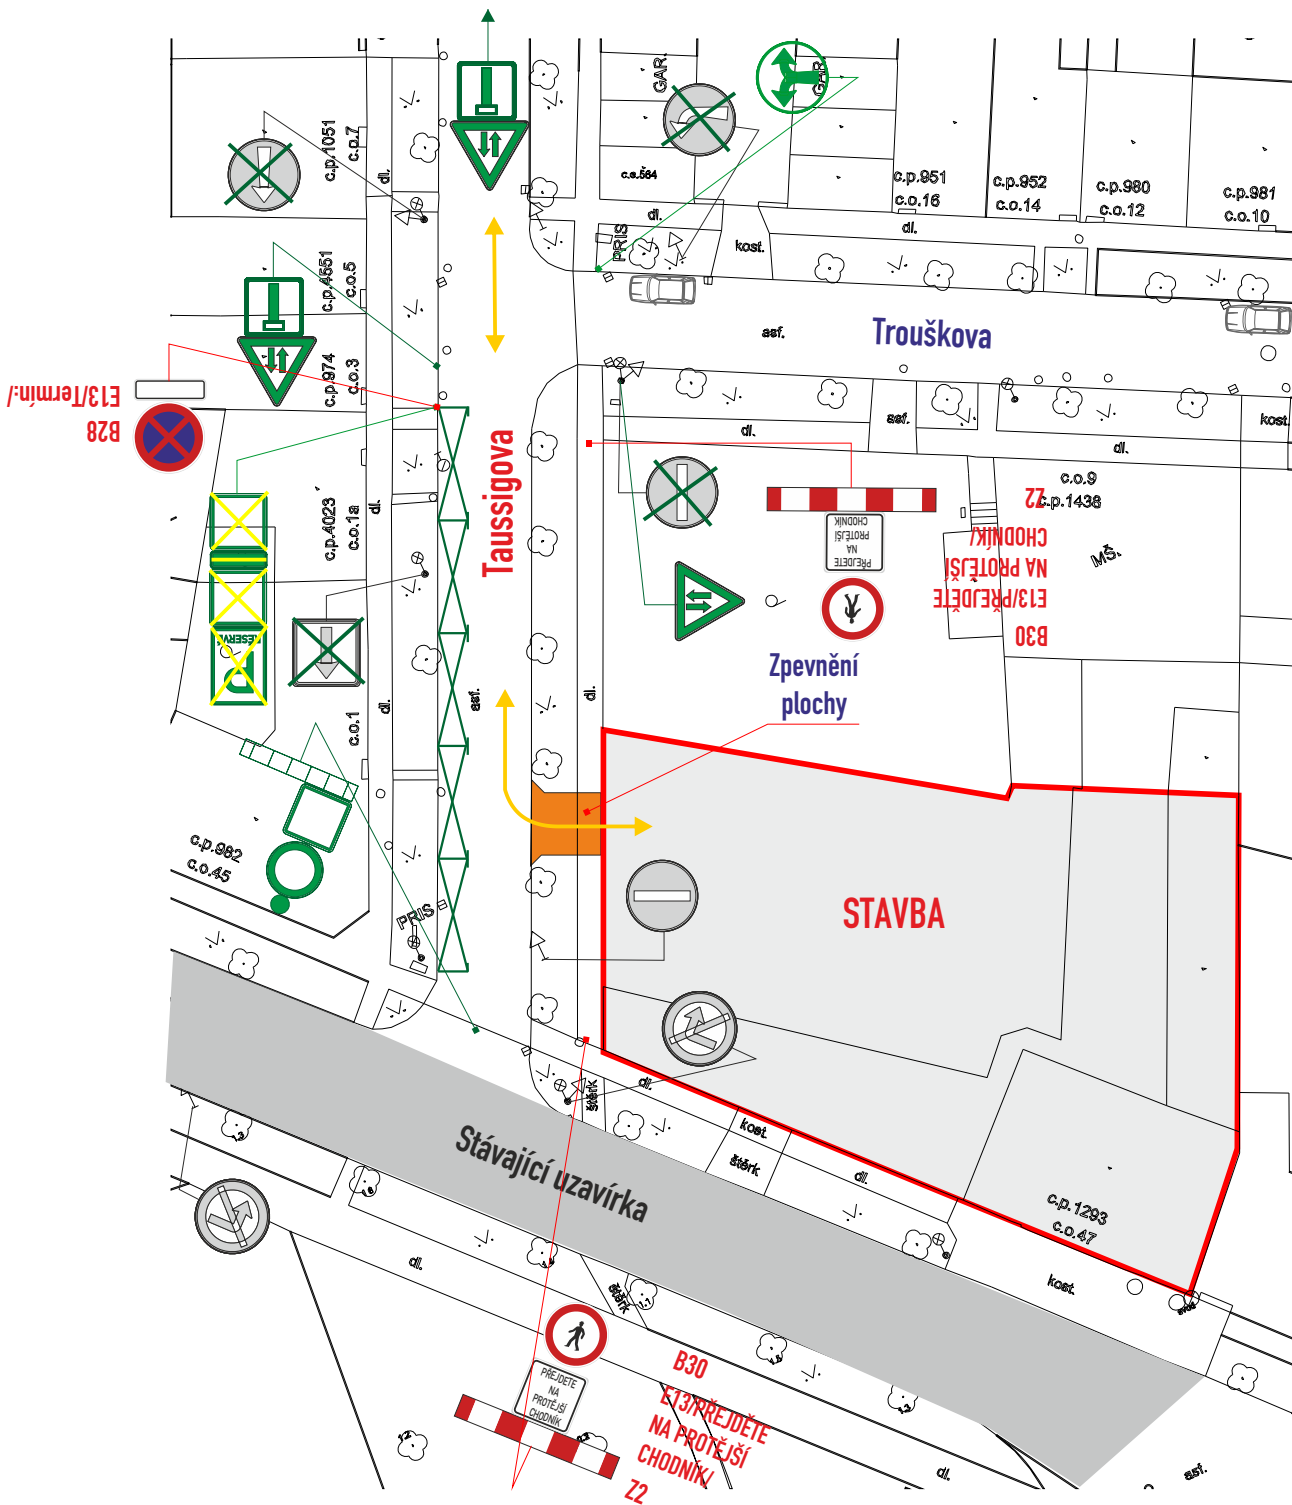 GAR.
GAR.
c.p.1051
c.o.7
dl.
c.e.564
c.p.951
c.o.16
c.p.952
c.o.14
c.p.980
c.o.12
c.p.981
c.o.10
dl.
dl.
PRIS
kost.
c.p.4551
c.o.5
asf.
Trouškova
c.p.974
c.o.3
E13/Termín:/
B28
Taussigova
dl.
asf.
dl.
kost.
c.o.9
c.p.1438
MŠ.
c.p.4023
c.o.1a
dl.
PŘEJDETE
NA
PROTĚJŠÍ
CHODNÍK
Z2
CHODNÍK/
NA PROTĚJŠÍ
E13/PŘEJDĚTE
B30
RESERVÉ
P
Zpevnění
plochy
c.o.1
dl.
asf.
dl.
c.p.982
c.o.45
PRIS
STAVBA
štěrk
dl.
kost.
štěrk
dl.
Stávající uzavírka
c.p.1293
c.o.47
kost.
dl.
štěrk
B30
E13/PŘEJDĚTE
NA PROTĚJŠÍ
CHODNÍK/
Z2
PŘEJDETE
NA
PROTĚJŠÍ
CHODNÍK
dl.
asf.